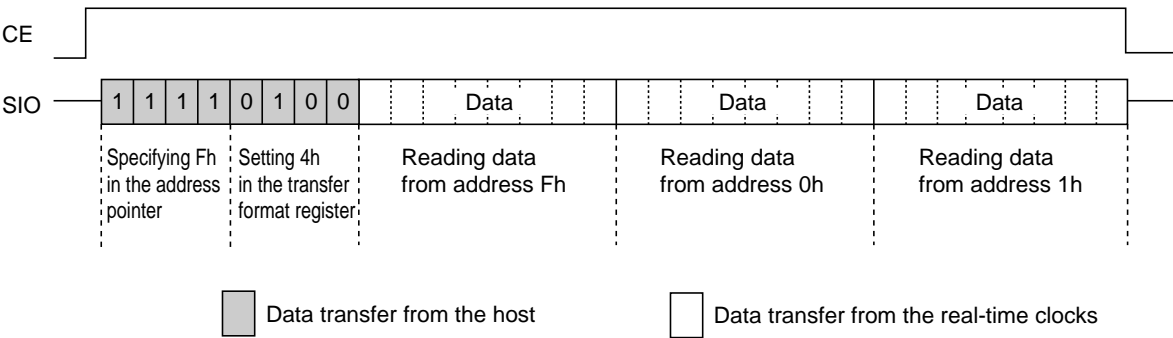 CE
SIO
1 1 1 1 0 1 0 0 Data Data Data
Specifying Fh
in the address
pointer
Setting 4h
in the transfer
format register
Reading data
from address Fh
Reading data
from address 0h
Reading data
from address 1h
Data transfer from the host
Data transfer from the real-time clocks